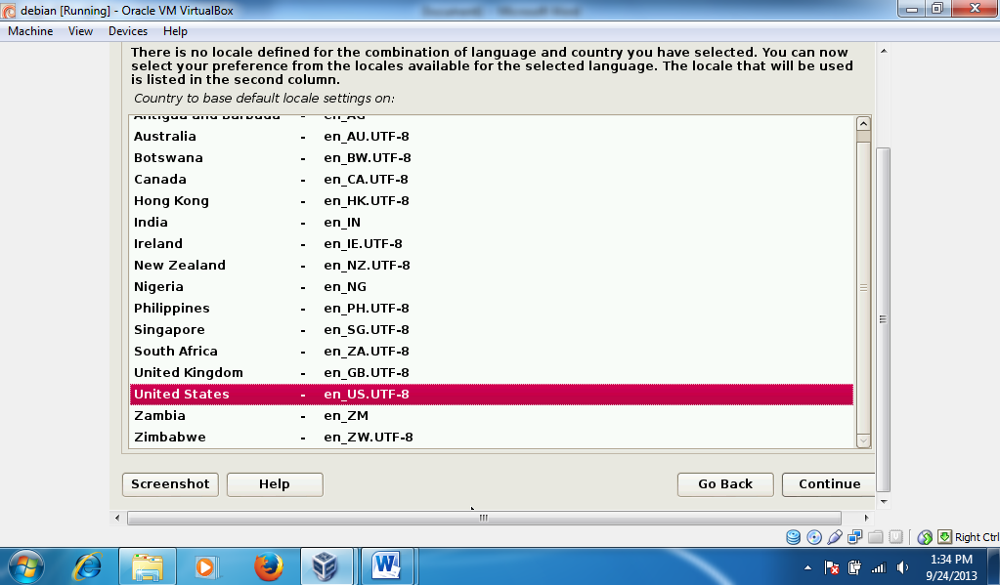 debian [Running] - Oracle VM VirtualBox
Machine View Devices Help
There is no locale defined for the combination of language and country you have selected. You can now
select your preference from the locales available for the selected language. The locale that will be used
is listed in the second column.
Country to base default locale settings on:
Antigua and Barbuda - en_AG
Australia - en_AU.UTF-8
Botswana - en_BW.UTF-8
Canada - en_CA.UTF-8
Hong Kong - en_HK.UTF-8
India - en_IN
Ireland - en_IE.UTF-8
New Zealand - en_NZ.UTF-8
Nigeria - en_NG
Philippines - en_PH.UTF-8
Singapore - en_SG.UTF-8
South Africa - en_ZA.UTF-8
United Kingdom - en_GB.UTF-8
United States - en_US.UTF-8
Zambia - en_ZM
Zimbabwe - en_ZW.UTF-8
Screenshot Help Go Back Continue
Right Ctrl
1:34 PM
9/24/2013